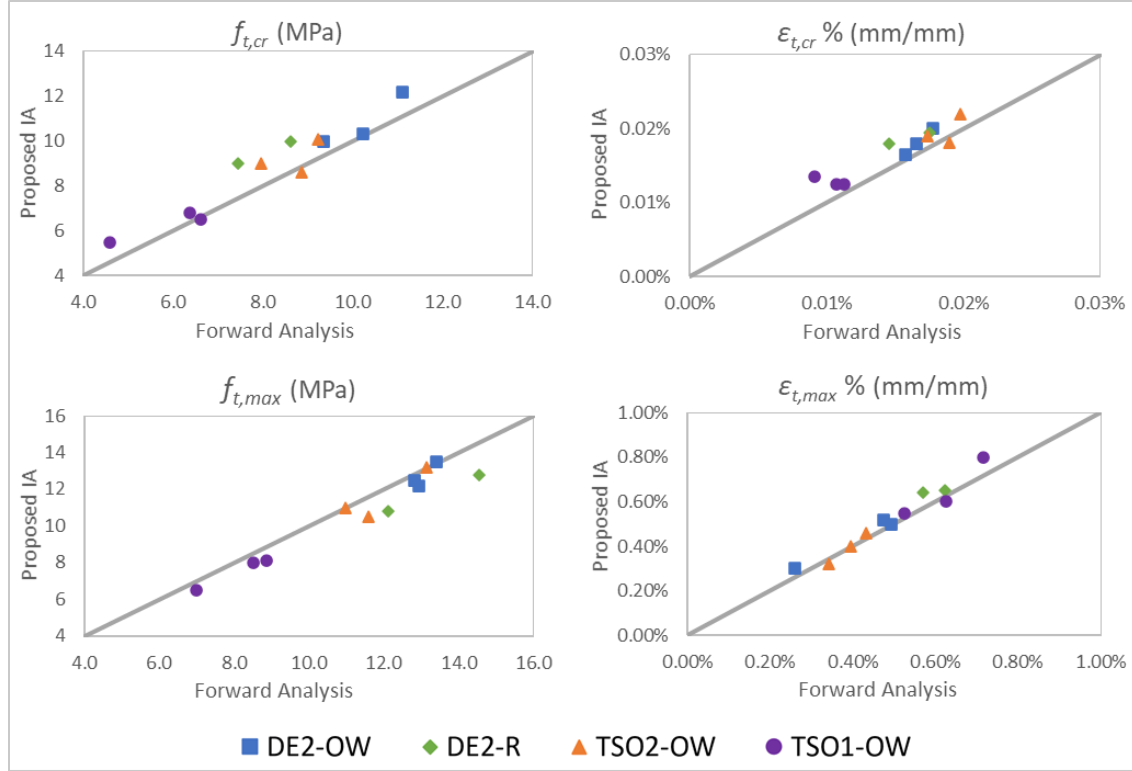 f_t,cr (MPa)
14
12
10
8
6
4
4.0 6.0 8.0 10.0 12.0 14.0
Proposed IA
Forward Analysis
ε_t,cr % (mm/mm)
0.03%
0.02%
0.01%
0.00%
0.00% 0.01% 0.02% 0.03%
Proposed IA
Forward Analysis
f_t,max (MPa)
16
14
12
10
8
6
4
4.0 6.0 8.0 10.0 12.0 14.0 16.0
Proposed IA
Forward Analysis
ε_t,max % (mm/mm)
1.00%
0.80%
0.60%
0.40%
0.20%
0.00%
0.00% 0.20% 0.40% 0.60% 0.80% 1.00%
Proposed IA
Forward Analysis
DE2-OW DE2-R TSO2-OW TSO1-OW